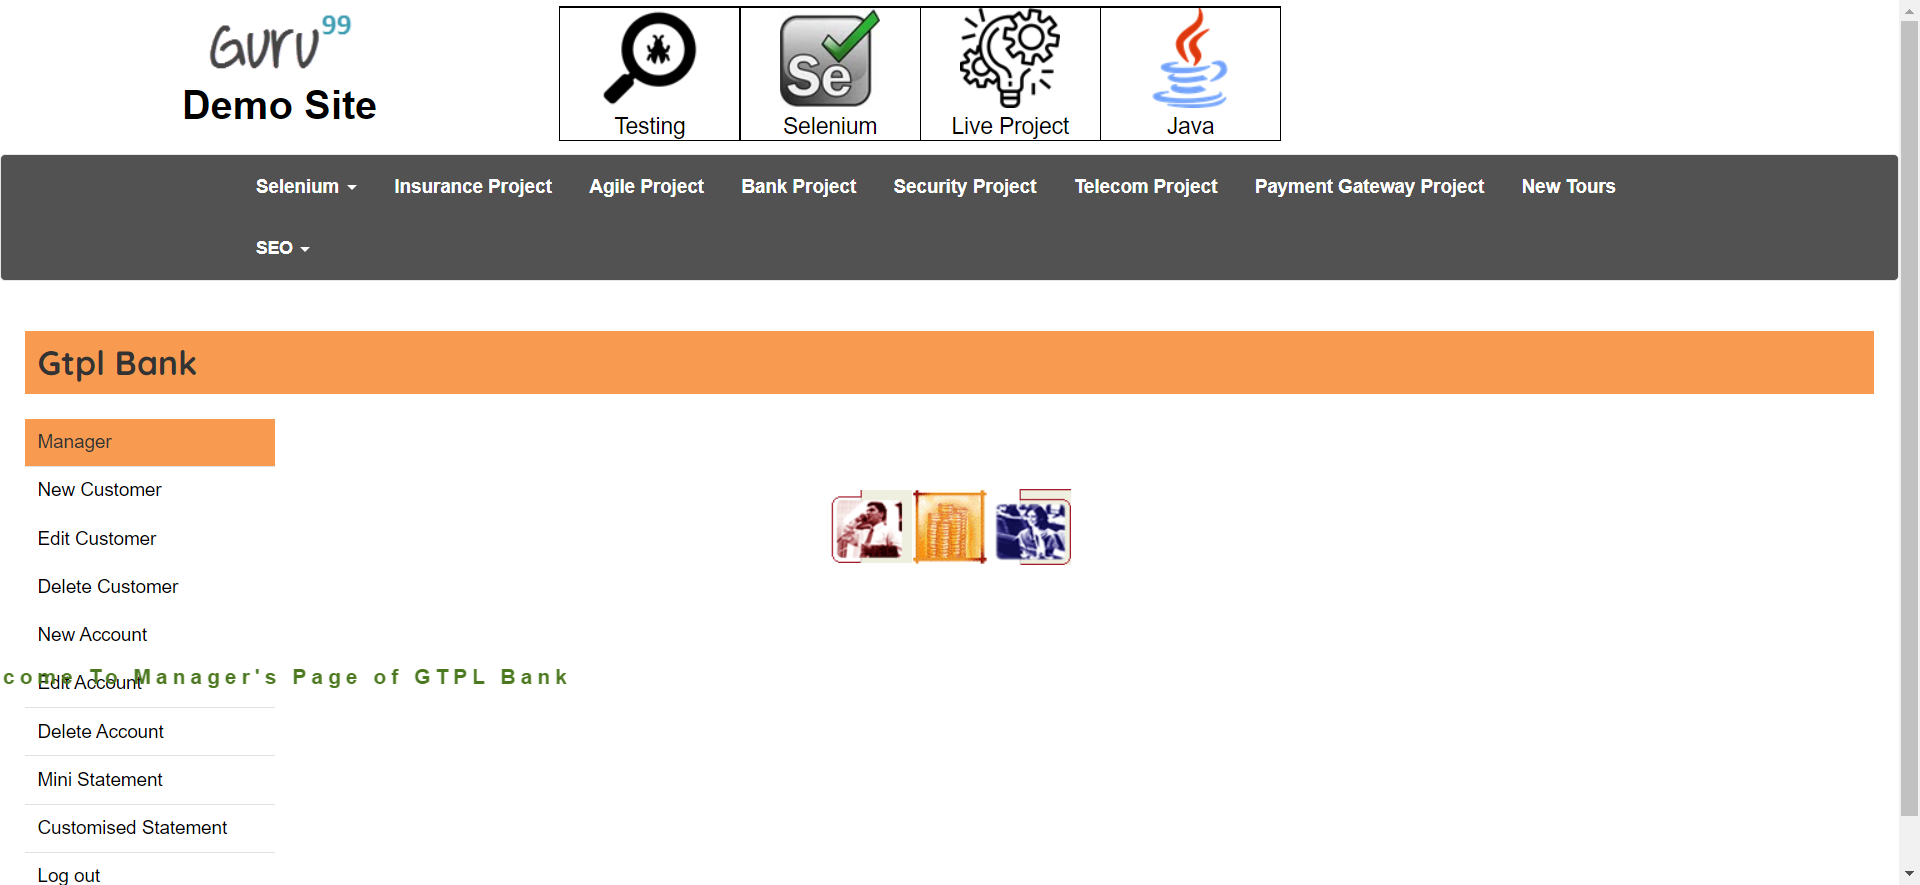 Guru99
Demo Site
Testing
Se
Selenium
Live Project
Java
Selenium
Insurance Project
Agile Project
Bank Project
Security Project
Telecom Project
Payment Gateway Project
New Tours
SEO
Gtpl Bank
Manager
New Customer
Edit Customer
Delete Customer
New Account
come To Manager's Page of GTPL Bank
Edit Account
Delete Account
Mini Statement
Customised Statement
Log out